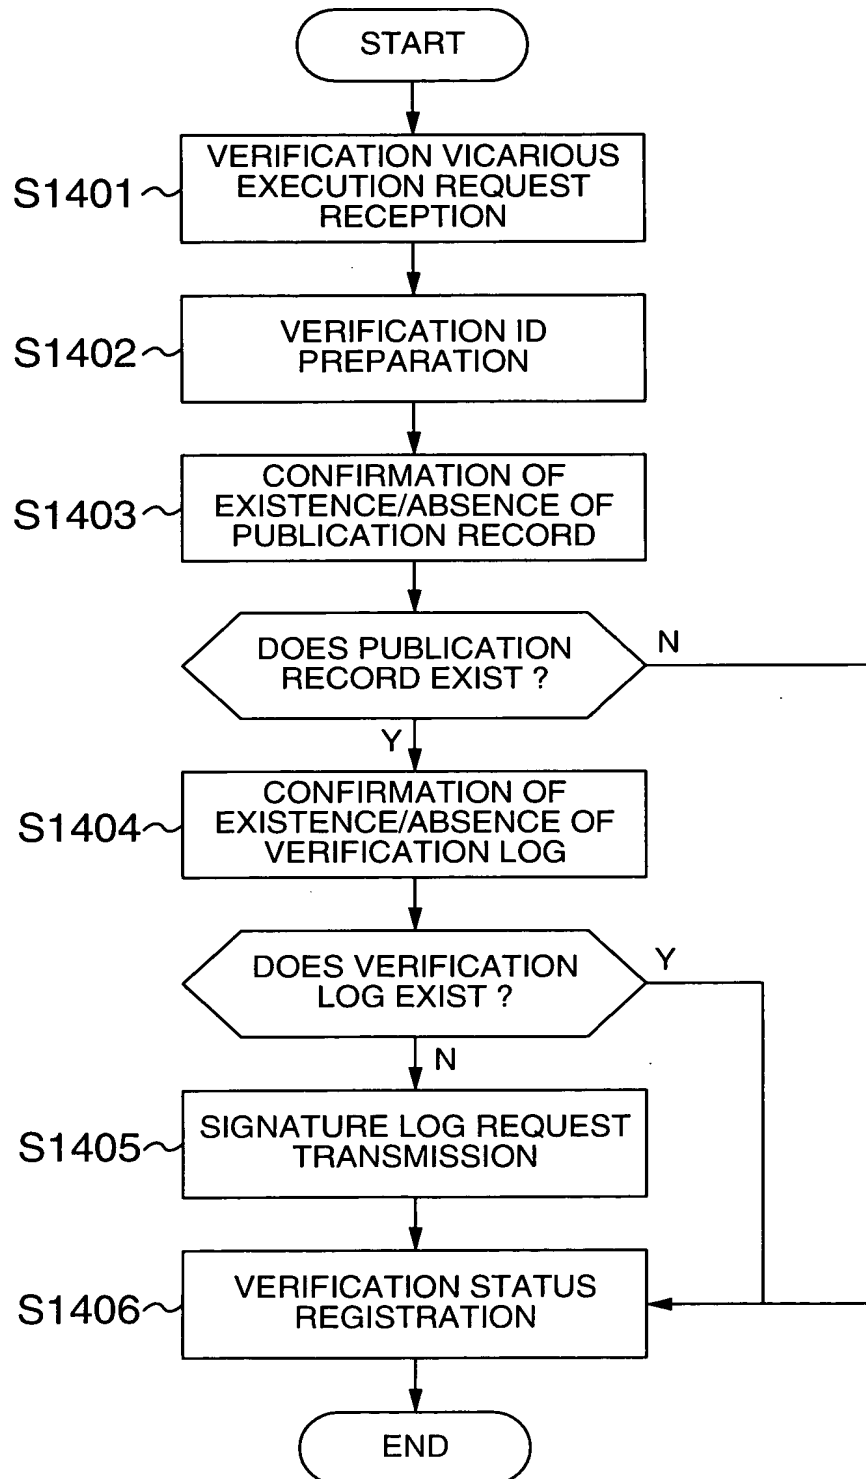 START
S1401
VERIFICATION VICARIOUS
EXECUTION REQUEST
RECEPTION
S1402
VERIFICATION ID
PREPARATION
S1403
CONFIRMATION OF
EXISTENCE/ABSENCE OF
PUBLICATION RECORD
DOES PUBLICATION
RECORD EXIST ?
N
Y
S1404
CONFIRMATION OF
EXISTENCE/ABSENCE OF
VERIFICATION LOG
DOES VERIFICATION
LOG EXIST ?
Y
N
S1405
SIGNATURE LOG REQUEST
TRANSMISSION
S1406
VERIFICATION STATUS
REGISTRATION
END